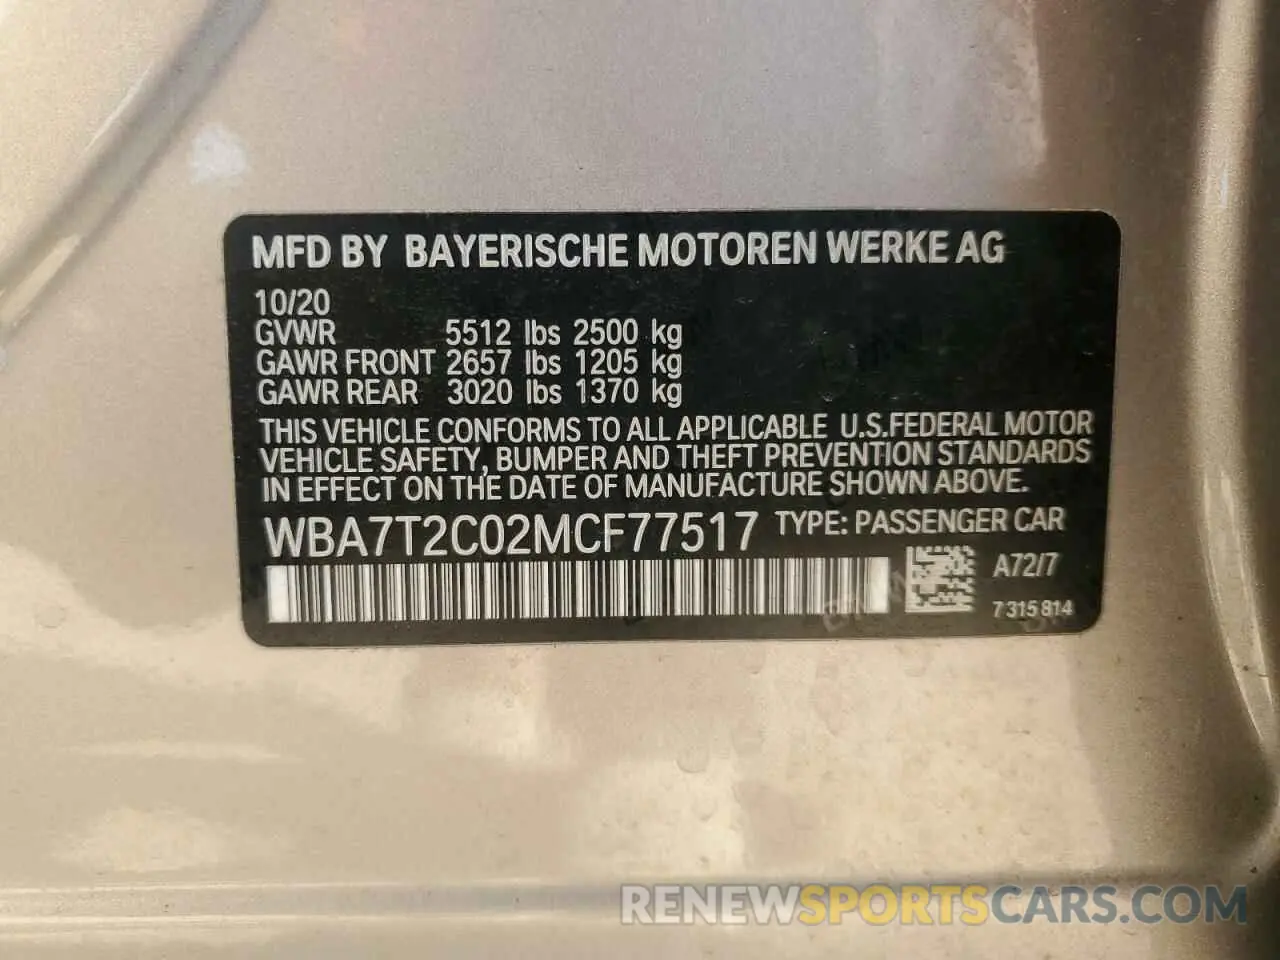 MFD BY BAYERISCHE MOTOREN WERKE AG
10/20
GVWR 5512 lbs 2500 kg
GAWR FRONT 2657 lbs 1205 kg
GAWR REAR 3020 lbs 1370 kg
THIS VEHICLE CONFORMS TO ALL APPLICABLE U.S.FEDERAL MOTOR
VEHICLE SAFETY, BUMPER AND THEFT PREVENTION STANDARDS
IN EFFECT ON THE DATE OF MANUFACTURE SHOWN ABOVE.
WBA7T2C02MCF77517 TYPE: PASSENGER CAR
A72/7
7 315 814
RENEWSPORTSCARS.COM